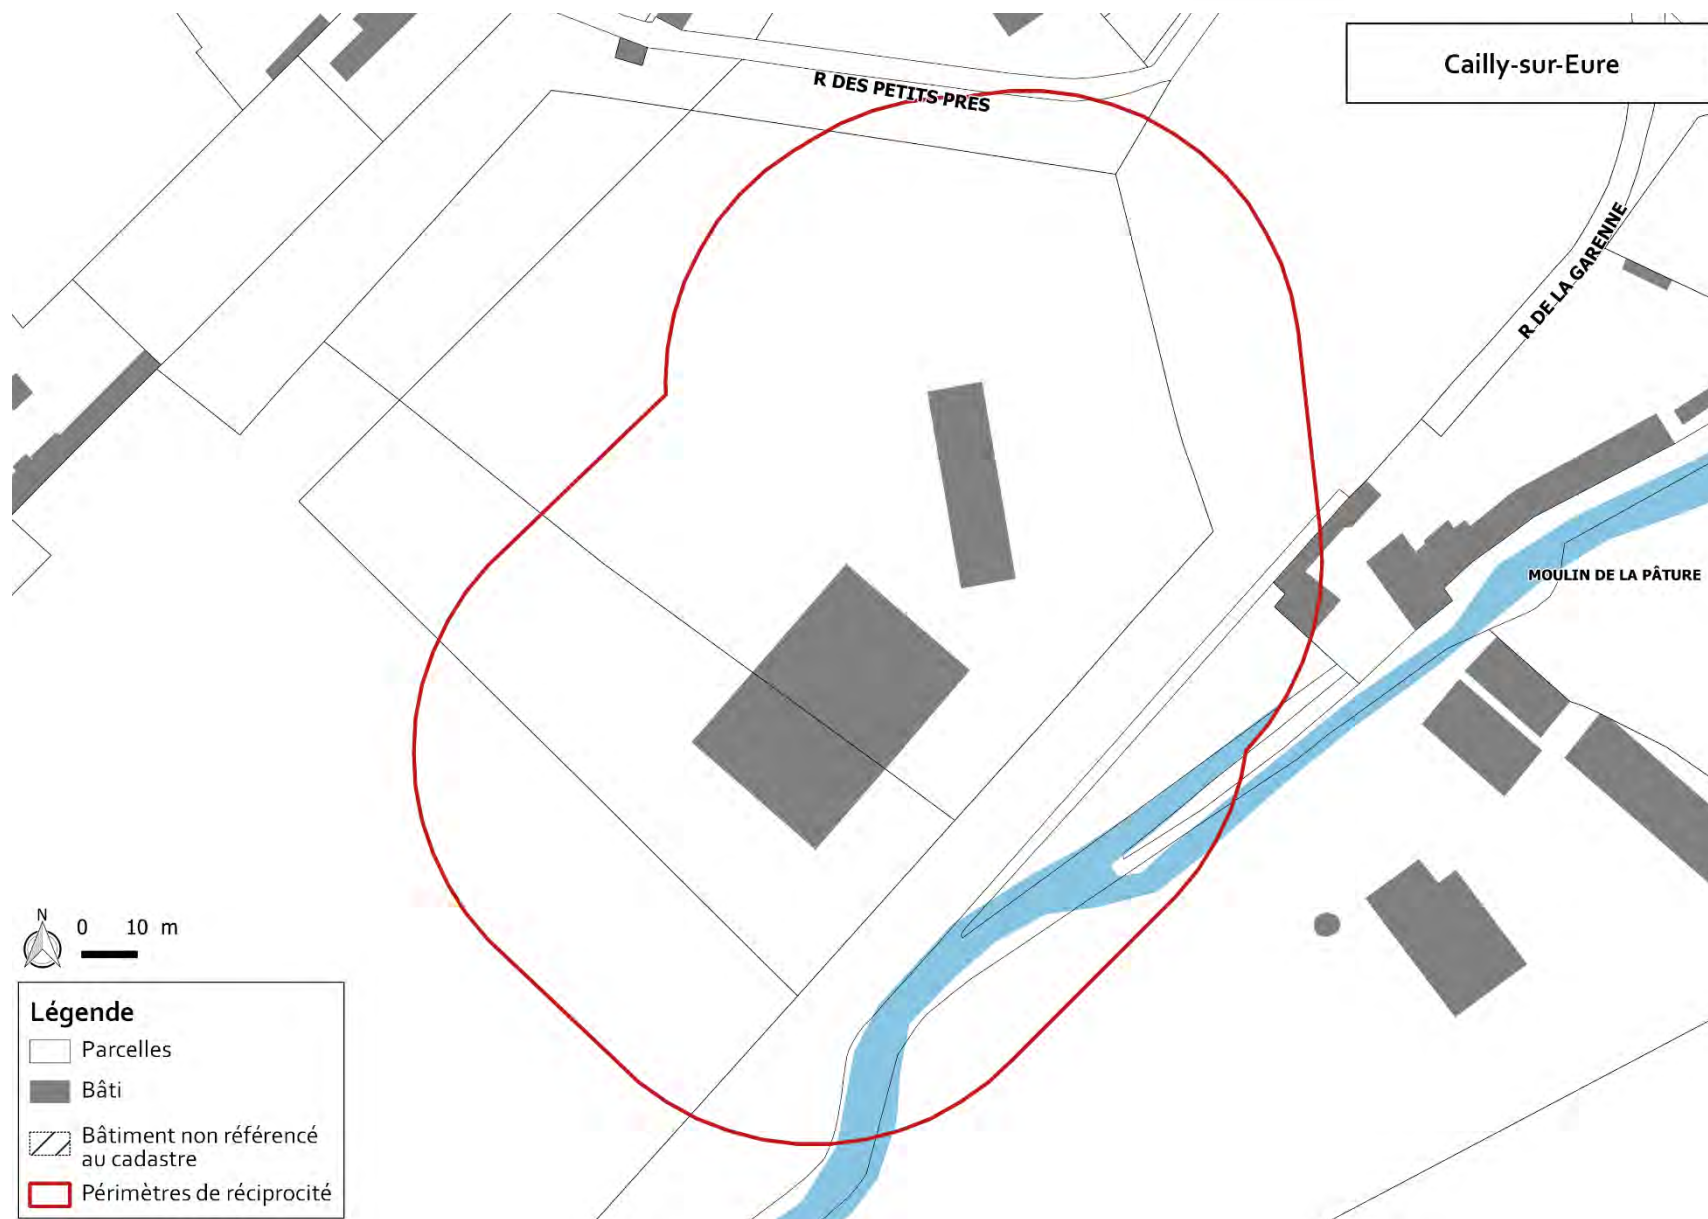 Cailly-sur-Eure
R DES PETITS PRES
R DE LA GARENNE
MOULIN DE LA PÂTURE
N
0 10 m
Légende
Parcelles
Bâti
Bâtiment non référencé
au cadastre
Périmètres de réciprocité